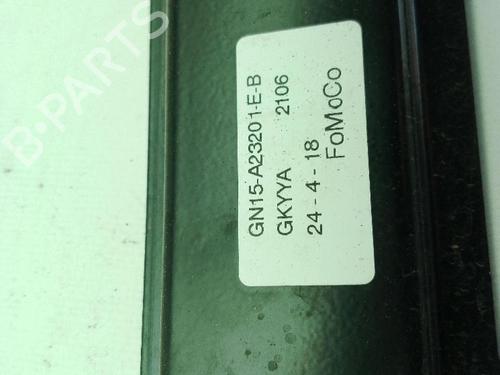 GN15-A23201-E-B
GKYYA 2106
24 - 4 - 18
FoMoCo
B-PARTS